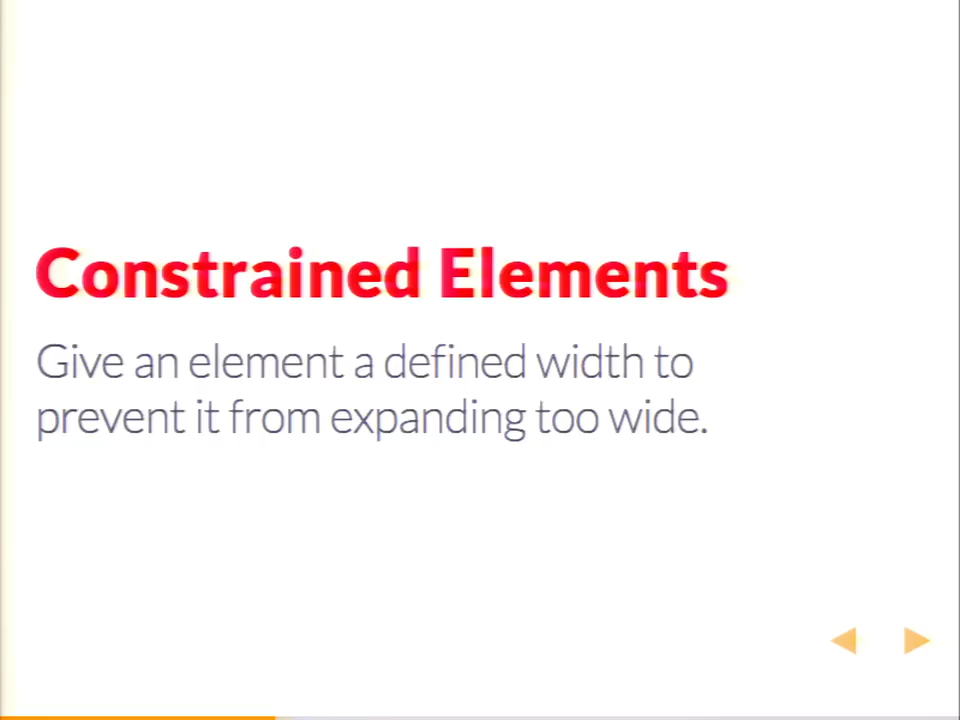 Constrained Elements
Give an element a defined width to
prevent it from expanding too wide.